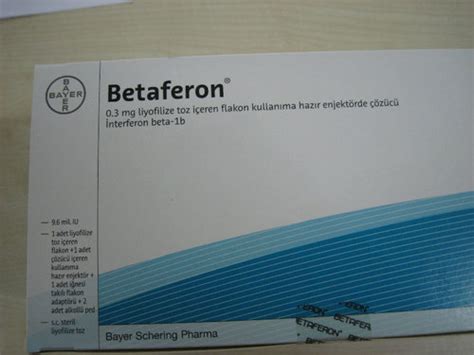 BAYER
BAYER
Betaferon®
0.3 mg liyofilize toz içeren flakon kullanıma hazır enjektörde çözücü
İnterferon beta-1b
9.6 mil. IU
1 adet liyofilize
toz içeren
flakon +1 adet
çözücü içeren
kullanıma
hazır enjektör +
1 adet iğnesi
takılı flakon
adaptörü + 2
adet alkollü ped
s.c. steril
liyofilize toz
Bayer Schering Pharma
BETAFERON
BETAFERON®